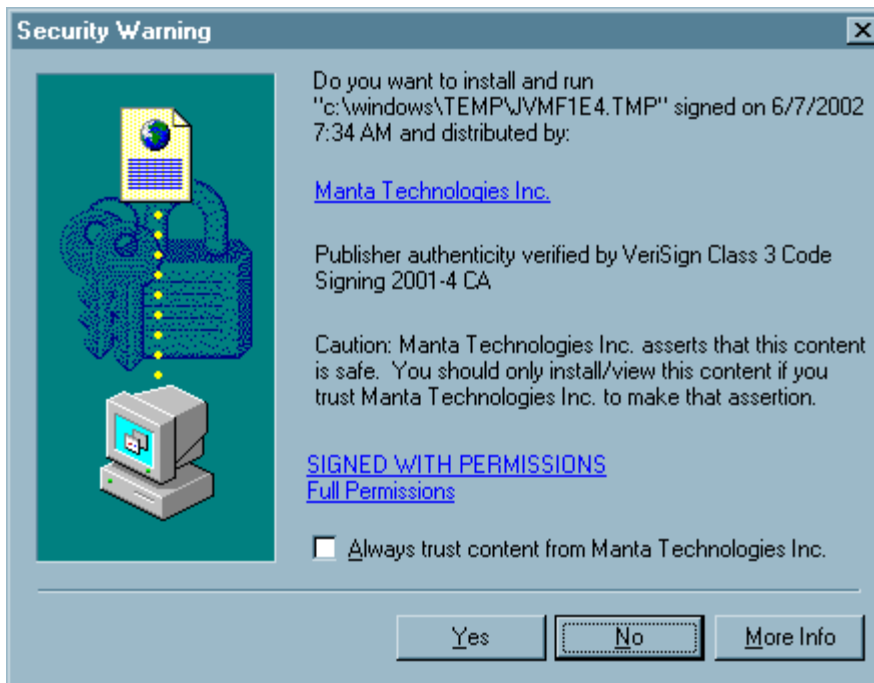 Security Warning
Do you want to install and run
"c:\windows\TEMP\JVMF1E4.TMP" signed on 6/7/2002
7:34 AM and distributed by:
Manta Technologies Inc.
Publisher authenticity verified by VeriSign Class 3 Code
Signing 2001-4 CA
Caution: Manta Technologies Inc. asserts that this content
is safe.  You should only install/view this content if you
trust Manta Technologies Inc. to make that assertion.
SIGNED WITH PERMISSIONS
Full Permissions
Always trust content from Manta Technologies Inc.
Yes No More Info